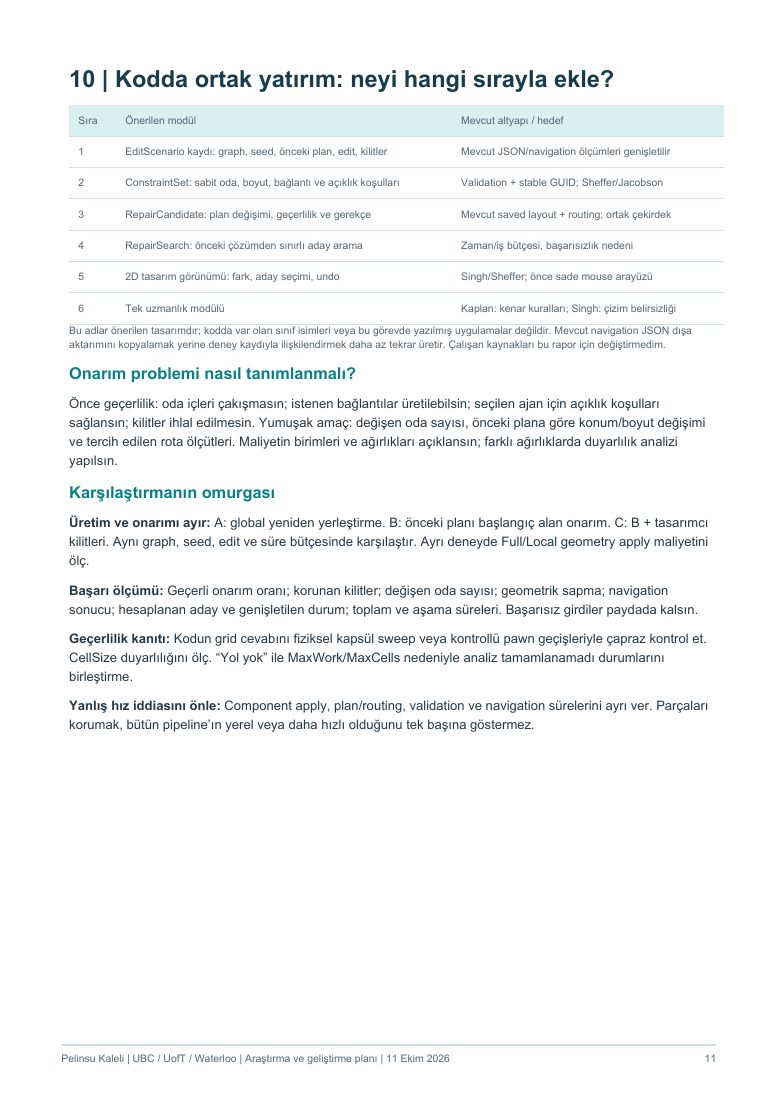 10 | Kodda ortak yatırım: neyi hangi sırayla ekle?
Sıra Önerilen modül Mevcut altyapı / hedef
1 EditScenario kaydı: graph, seed, önceki plan, edit, kilitler Mevcut JSON/navigation ölçümleri genişletilir
2 ConstraintSet: sabit oda, boyut, bağlantı ve açıklık koşulları Validation + stable GUID; Sheffer/Jacobson
3 RepairCandidate: plan değişimi, geçerlilik ve gerekçe Mevcut saved layout + routing; ortak çekirdek
4 RepairSearch: önceki çözümden sınırlı aday arama Zaman/iş bütçesi, başarısızlık nedeni
5 2D tasarım görünümü: fark, aday seçimi, undo Singh/Sheffer; önce sade mouse arayüzü
6 Tek uzmanlık modülü Kaplan: kenar kuralları; Singh: çizim belirsizliği
Bu adlar önerilen tasarımdır; kodda var olan sınıf isimleri veya bu görevde yazılmış uygulamalar değildir. Mevcut navigation JSON dışa
aktarımını kopyalamak yerine deney kaydıyla ilişkilendirmek daha az tekrar üretir. Çalışan kaynakları bu rapor için değiştirmedim.
Onarım problemi nasıl tanımlanmalı?
Önce geçerlilik: oda içleri çakışmasın; istenen bağlantılar üretilebilsin; seçilen ajan için açıklık koşulları
sağlansın; kilitler ihlal edilmesin. Yumuşak amaç: değişen oda sayısı, önceki plana göre konum/boyut değişimi
ve tercih edilen rota ölçütleri. Maliyetin birimleri ve ağırlıkları açıklansın; farklı ağırlıklarda duyarlılık analizi
yapılsın.
Karşılaştırmanın omurgası
Üretim ve onarımı ayır: A: global yeniden yerleştirme. B: önceki planı başlangıç alan onarım. C: B + tasarımcı
kilitleri. Aynı graph, seed, edit ve süre bütçesinde karşılaştır. Ayrı deneyde Full/Local geometry apply maliyetini
ölç.
Başarı ölçümü: Geçerli onarım oranı; korunan kilitler; değişen oda sayısı; geometrik sapma; navigation
sonucu; hesaplanan aday ve genişletilen durum; toplam ve aşama süreleri. Başarısız girdiler paydada kalsın.
Geçerlilik kanıtı: Kodun grid cevabını fiziksel kapsül sweep veya kontrollü pawn geçişleriyle çapraz kontrol et.
CellSize duyarlılığını ölç. “Yol yok” ile MaxWork/MaxCells nedeniyle analiz tamamlanamadı durumlarını
birleştirme.
Yanlış hız iddiasını önle: Component apply, plan/routing, validation ve navigation sürelerini ayrı ver. Parçaları
korumak, bütün pipeline’ın yerel veya daha hızlı olduğunu tek başına göstermez.
Pelinsu Kaleli | UBC / UofT / Waterloo | Araştırma ve geliştirme planı | 11 Ekim 2026 11